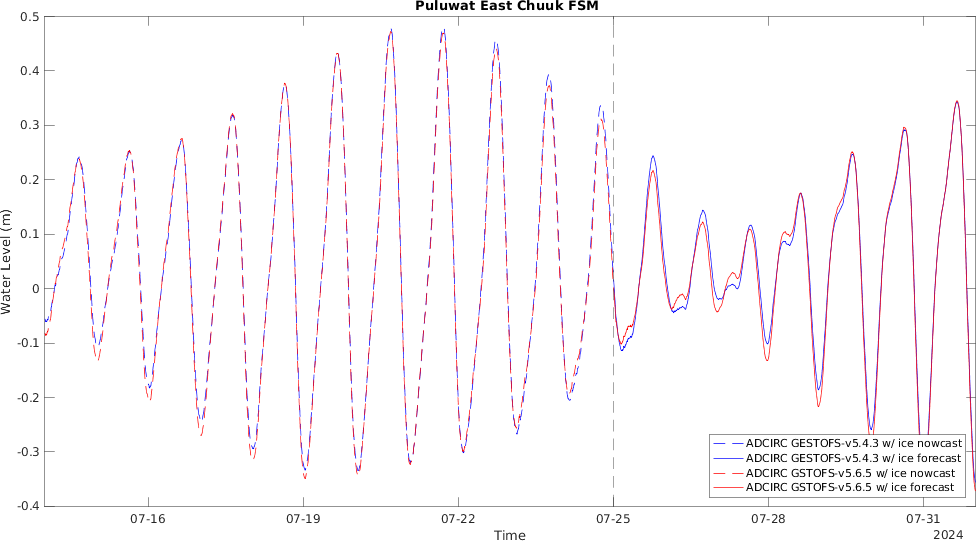 Puluwat East Chuuk FSM
0.5
0.4
0.3
0.2
0.1
0
-0.1
-0.2
-0.3
-0.4
Water Level (m)
07-16 07-19 07-22 07-25 07-28 07-31
2024
Time
ADCIRC GESTOFS-v5.4.3 w/ ice nowcast
ADCIRC GESTOFS-v5.4.3 w/ ice forecast
ADCIRC GSTOFS-v5.6.5 w/ ice nowcast
ADCIRC GSTOFS-v5.6.5 w/ ice forecast